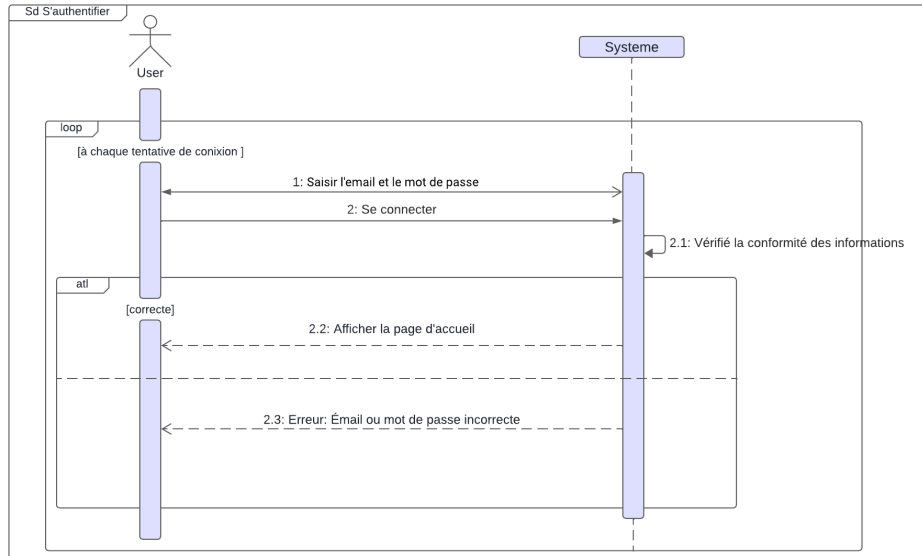 Sd S'authentifier
User
Systeme
loop
[à chaque tentative de conixion ]
1: Saisir l'email et le mot de passe
2: Se connecter
2.1: Vérifié la conformité des informations
atl
[correcte]
2.2: Afficher la page d'accueil
2.3: Erreur: Émail ou mot de passe incorrecte